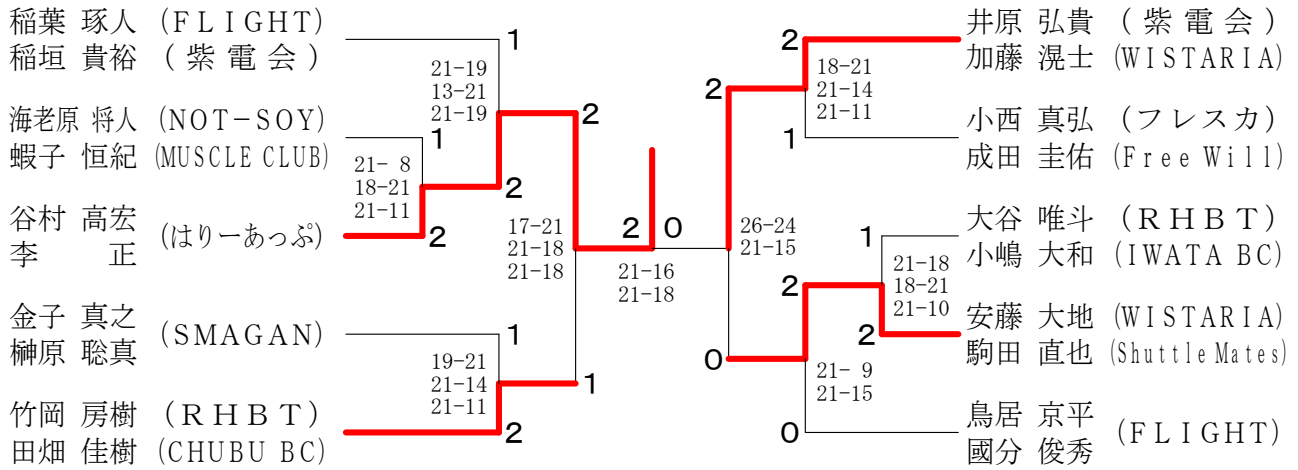 稲葉 琢人 (FLIGHT)
稲垣 貴裕 (紫電会)
1
21-19
13-21
21-19
海老原 将人 (NOT-SOY)
蝦子 恒紀 (MUSCLE CLUB)
1
21- 8
18-21
21-11
2
谷村 高宏
李 正
(はりーあっぷ)
2
2
17-21
21-18
21-18
金子 真之
榊原 聡真
(SMAGAN)
1
19-21
21-14
21-11
1
竹岡 房樹 (RHBT)
田畑 佳樹 (CHUBU BC)
2
2 0
21-16
21-18
井原 弘貴 (紫電会)
加藤 滉士 (WISTARIA)
2
18-21
21-14
21-11
2
小西 真弘 (フレスカ)
成田 圭佑 (Free Will)
1
26-24
21-15
大谷 唯斗 (RHBT)
小嶋 大和 (IWATA BC)
1
21-18
18-21
21-10
2
安藤 大地 (WISTARIA)
駒田 直也 (Shuttle Mates)
2
0
21- 9
21-15
鳥居 京平
國分 俊秀
(FLIGHT)
0